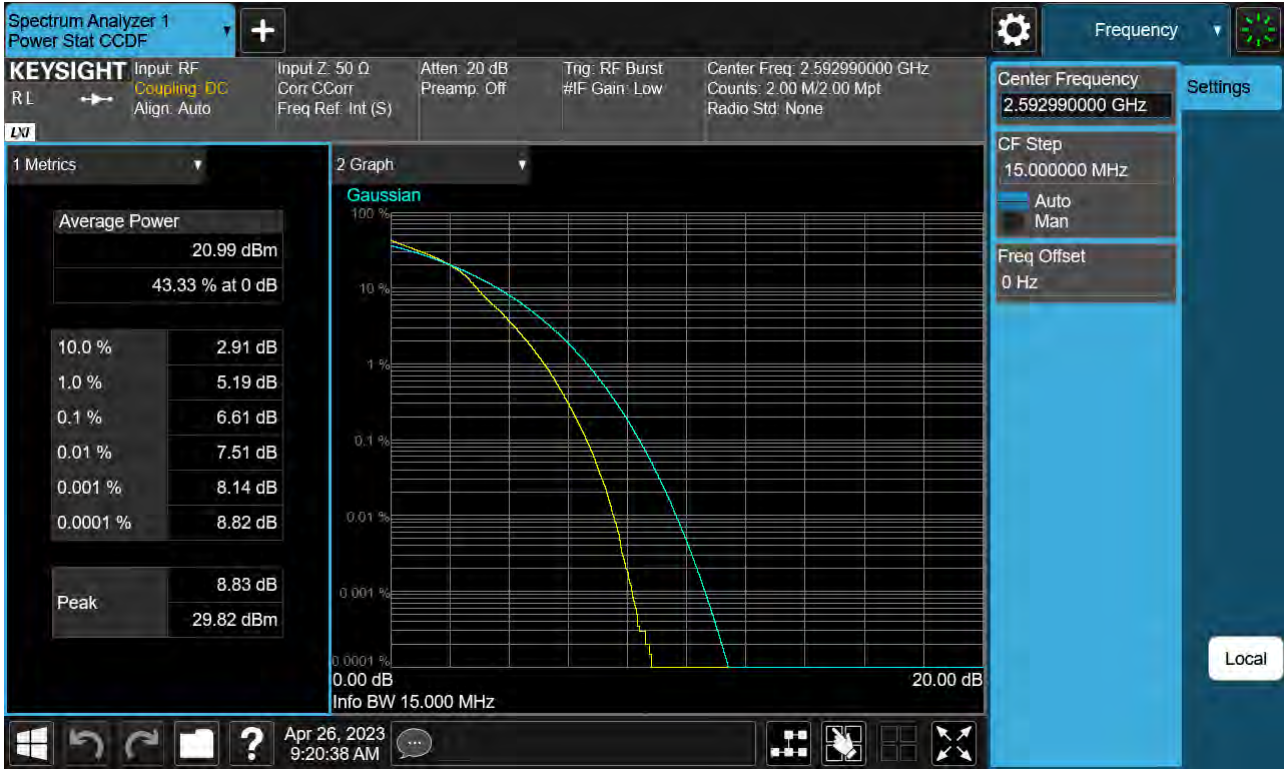 Spectrum Analyzer 1
Power Stat CCDF
+
Frequency
KEYSIGHT
R L
LXI
Input: RF
Coupling: DC
Align: Auto
Input Z: 50 Ω
Corr CCorr
Freq Ref: Int (S)
Atten: 20 dB
Preamp: Off
Trig: RF Burst
#IF Gain: Low
Center Freq: 2.592990000 GHz
Counts: 2.00 M/2.00 Mpt
Radio Std: None
Center Frequency
2.592990000 GHz
Settings
CF Step
15.000000 MHz
Auto
Man
Freq Offset
0 Hz
1 Metrics
Average Power
20.99 dBm
43.33 % at 0 dB
10.0 % 2.91 dB
1.0 % 5.19 dB
0.1 % 6.61 dB
0.01 % 7.51 dB
0.001 % 8.14 dB
0.0001 % 8.82 dB
Peak
8.83 dB
29.82 dBm
2 Graph
Gaussian
100 %
10 %
1 %
0.1 %
0.01 %
0.001 %
0.0001 %
0.00 dB 20.00 dB
Info BW 15.000 MHz
Local
?
Apr 26, 2023
9:20:38 AM